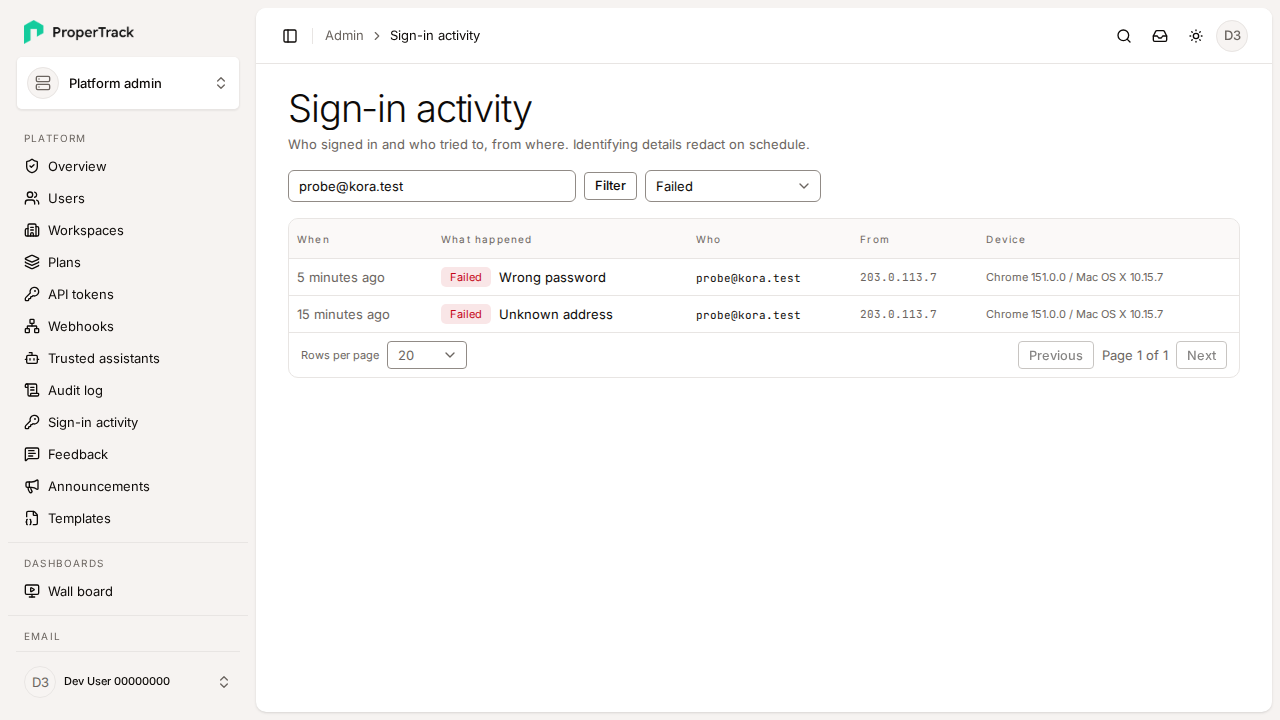 ProperTrack
Platform admin
PLATFORM
Overview
Users
Workspaces
Plans
API tokens
Webhooks
Trusted assistants
Audit log
Sign-in activity
Feedback
Announcements
Templates
DASHBOARDS
Wall board
EMAIL
D3 Dev User 00000000
Admin > Sign-in activity
D3
Sign-in activity
Who signed in and who tried to, from where. Identifying details redact on schedule.
probe@kora.test Filter Failed
When What happened Who From Device
5 minutes ago Failed Wrong password probe@kora.test 203.0.113.7 Chrome 151.0.0 / Mac OS X 10.15.7
15 minutes ago Failed Unknown address probe@kora.test 203.0.113.7 Chrome 151.0.0 / Mac OS X 10.15.7
Rows per page 20 Previous Page 1 of 1 Next